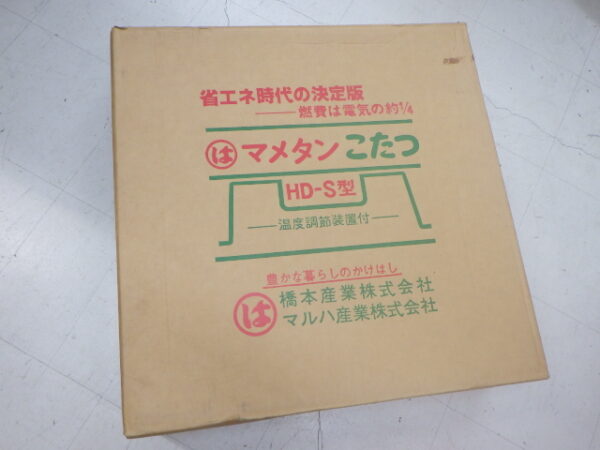 省エネ時代の決定版
燃費は電気の約1/4
は マメタン こたつ
HD-S型
温度調節装置付
豊かな暮らしのかけはし
は 橋本産業株式会社
マルハ産業株式会社